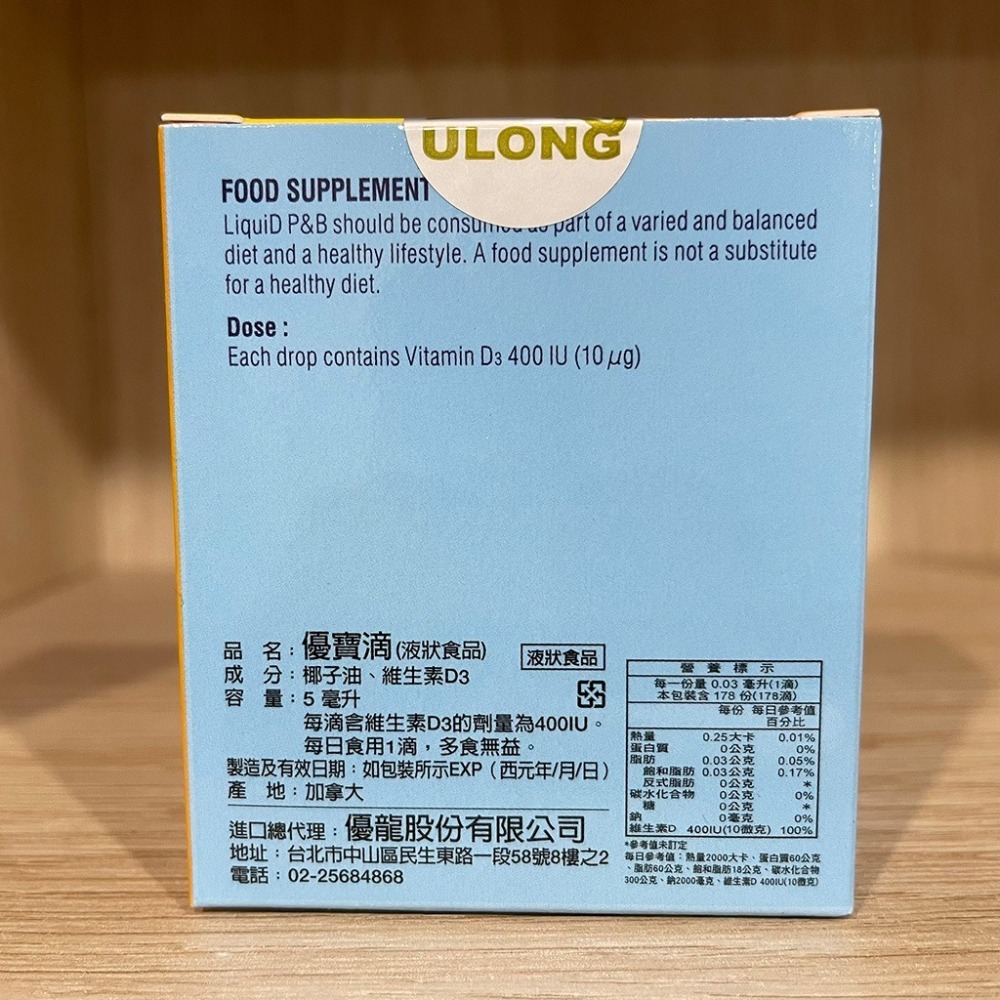 ULONG
FOOD SUPPLEMENT
LiquiD P&B should be part of a varied and balanced
diet and a healthy lifestyle. A food supplement is not a substitute
for a healthy diet.
Dose :
Each drop contains Vitamin D3 400 IU (10 μg)
品 名：優寶滴(液狀食品)
液狀食品
成 分：椰子油、維生素D3
容 量：5 毫升
每滴含維生素D3的劑量為400IU。
每日食用1滴，多食無益。
製造及有效日期：如包裝所示EXP（西元年/月/日）
產 地：加拿大
進口總代理：優龍股份有限公司
地址：台北市中山區民生東路一段58號8樓之2
電話：02-25684868
營養標示
每一份量 0.03 毫升(1滴)
本包裝含 178 份(178滴)
每份 每日參考值
百分比
熱量 0.25大卡 0.01%
蛋白質 0公克 0%
脂肪 0.03公克 0.05%
飽和脂肪 0.03公克 0.17%
反式脂肪 0公克 *
碳水化合物 0公克 0%
糖 0公克 *
鈉 0毫克 0%
維生素D 400IU(10微克) 100%
*參考值未訂定
每日參考值：熱量2000大卡、蛋白質60公克
、脂肪60公克、飽和脂肪18公克、碳水化合物
300公克、鈉2000毫克、維生素D 400IU(10微克)